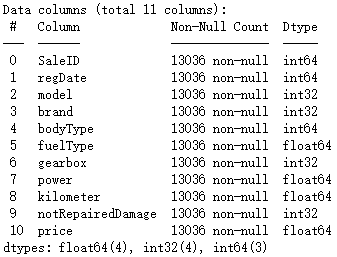 Data columns (total 11 columns):
 #   Column             Non-Null Count  Dtype
---  ------             --------------  -----
 0   SaleID             13036 non-null  int64
 1   regDate            13036 non-null  int64
 2   model              13036 non-null  int32
 3   brand              13036 non-null  int32
 4   bodyType           13036 non-null  int64
 5   fuelType           13036 non-null  float64
 6   gearbox            13036 non-null  int32
 7   power              13036 non-null  float64
 8   kilometer          13036 non-null  float64
 9   notRepairedDamage  13036 non-null  int32
 10  price              13036 non-null  float64
dtypes: float64(4), int32(4), int64(3)